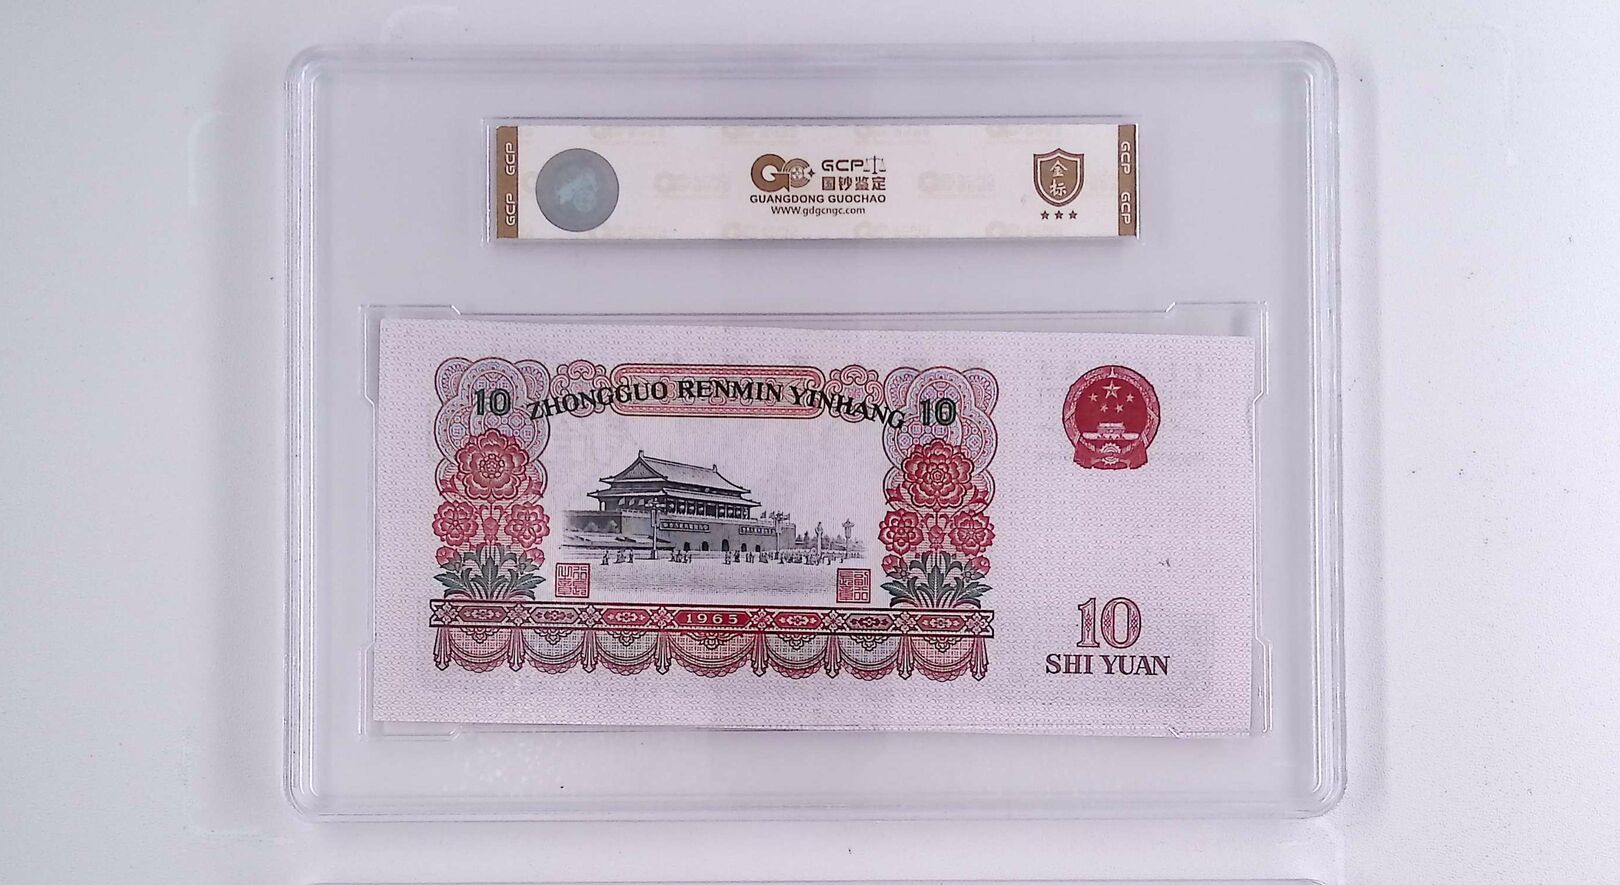 GCP
GCP
GCP
国钞鉴定
GUANGDONG GUOCHAO
WWW.gdgcngc.com
金标
GCP
GCP
10 ZHONGGUO RENMIN YINHANG 10
1965
10
SHI YUAN